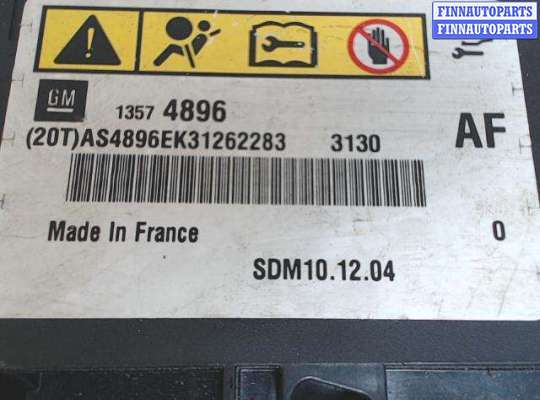 FINNAUTOPARTS
FINNAUTOPARTS
GM
1357 4896
(20T)AS4896EK31262283 3130
AF
Made In France
0
SDM10.12.04